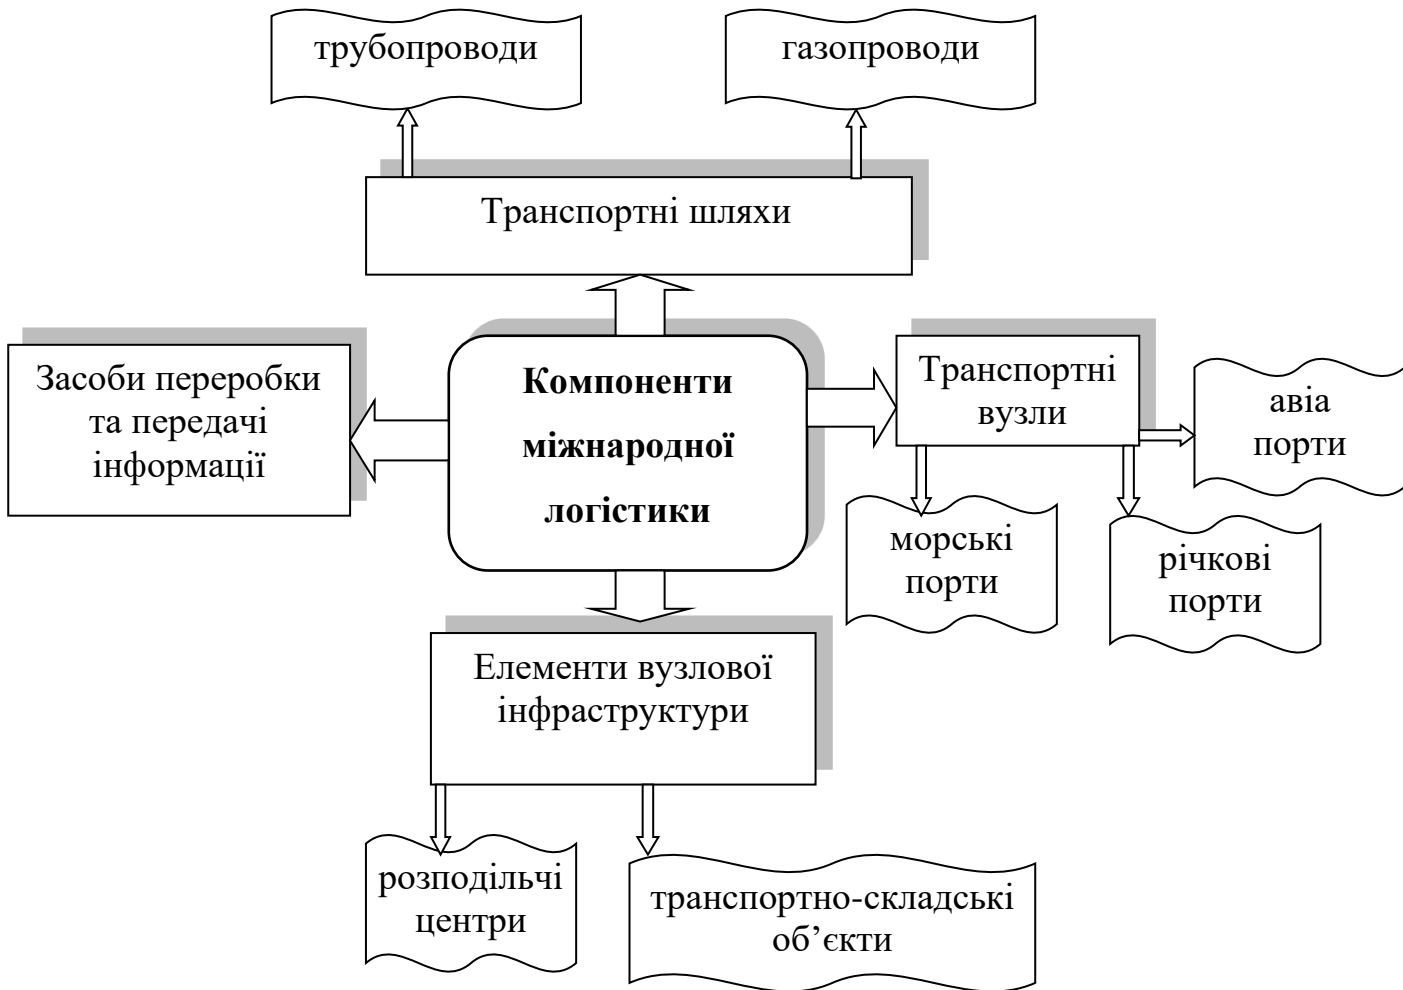 трубопроводи
газопроводи
Транспортні шляхи
Засоби переробки
та передачі
інформації
Компоненти
міжнародної
логістики
Транспортні
вузли
авіа
порти
морські
порти
річкові
порти
Елементи вузлової
інфраструктури
розподільчі
центри
транспортно-складські
об’єкти